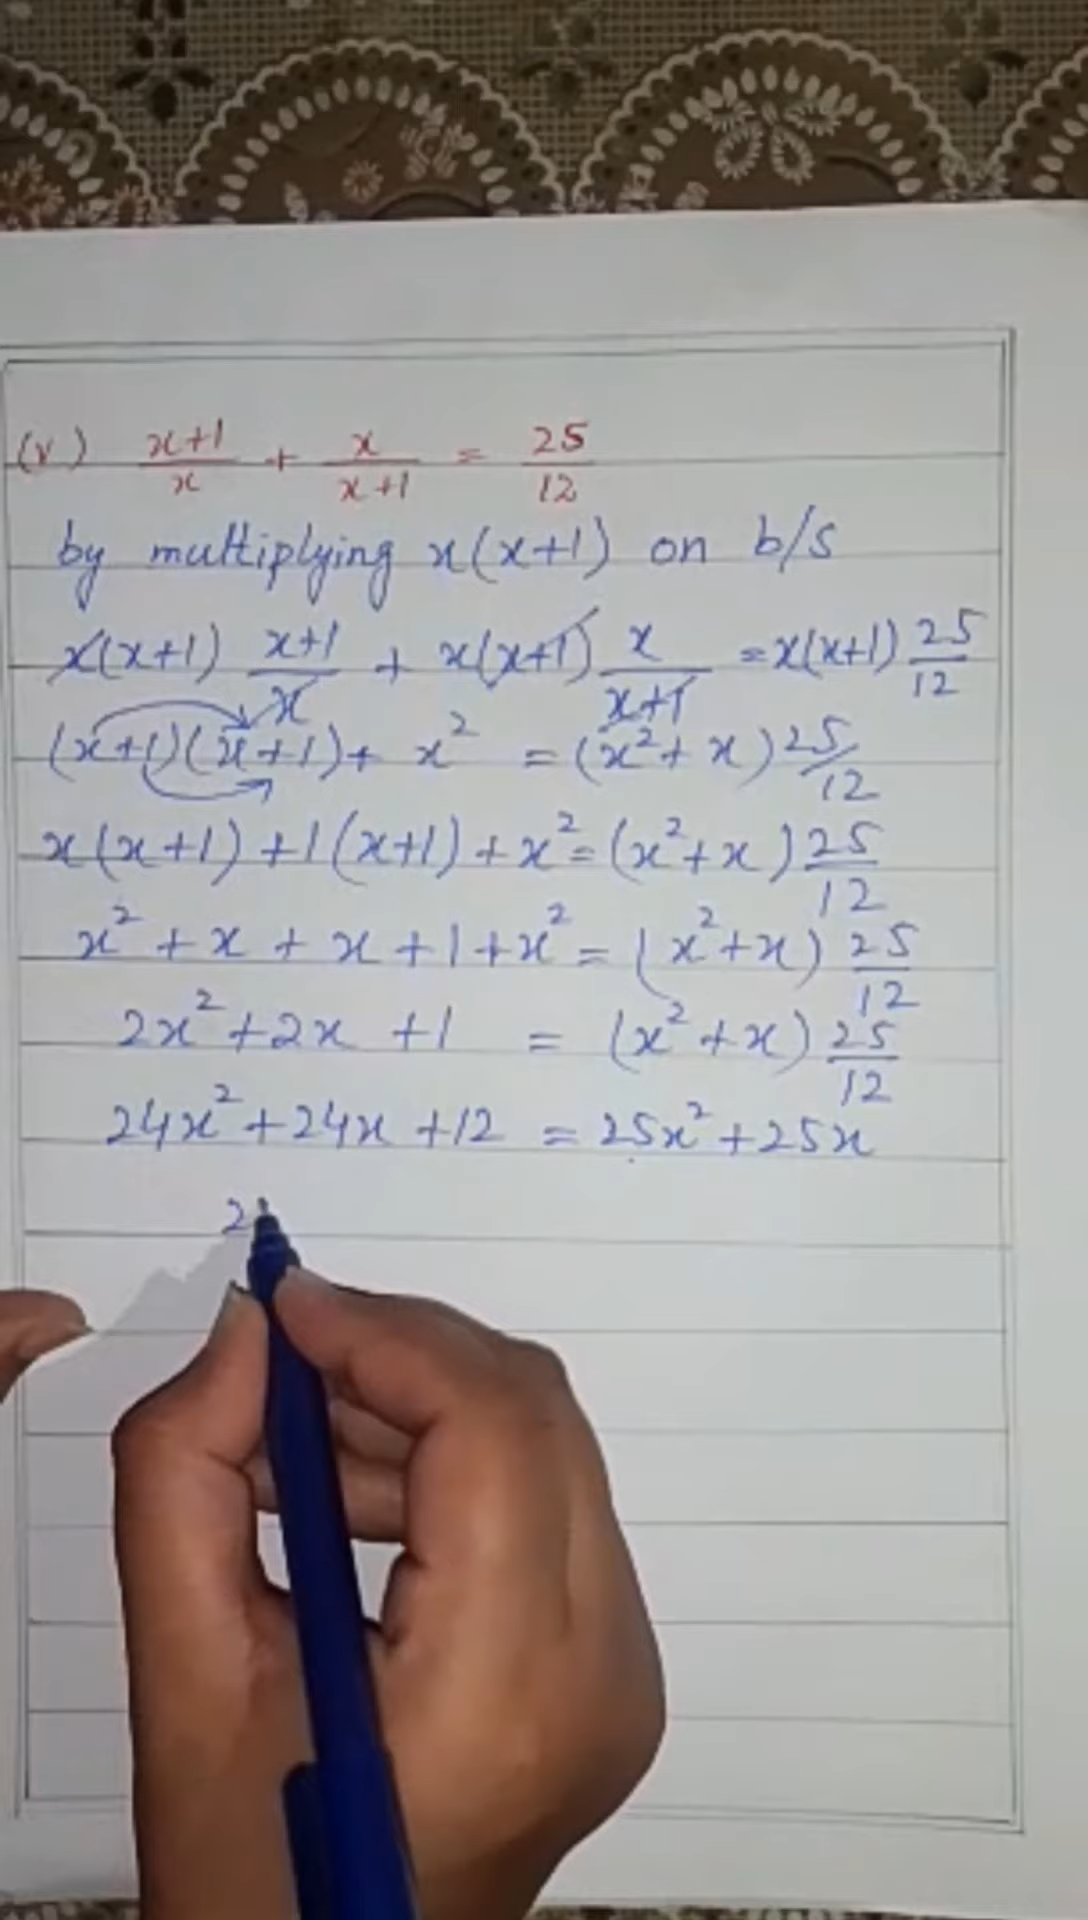 (v) x+1/x + x/x+1 = 25/12
by multiplying x(x+1) on b/s
x(x+1) x+1/x + x(x+1) x/x+1 = x(x+1) 25/12
(x+1)(x+1) + x² = (x²+x) 25/12
x(x+1) + 1(x+1) + x² = (x²+x) 25/12
x² + x + x + 1 + x² = (x²+x) 25/12
2x² + 2x + 1 = (x²+x) 25/12
24x² + 24x + 12 = 25x² + 25x
2